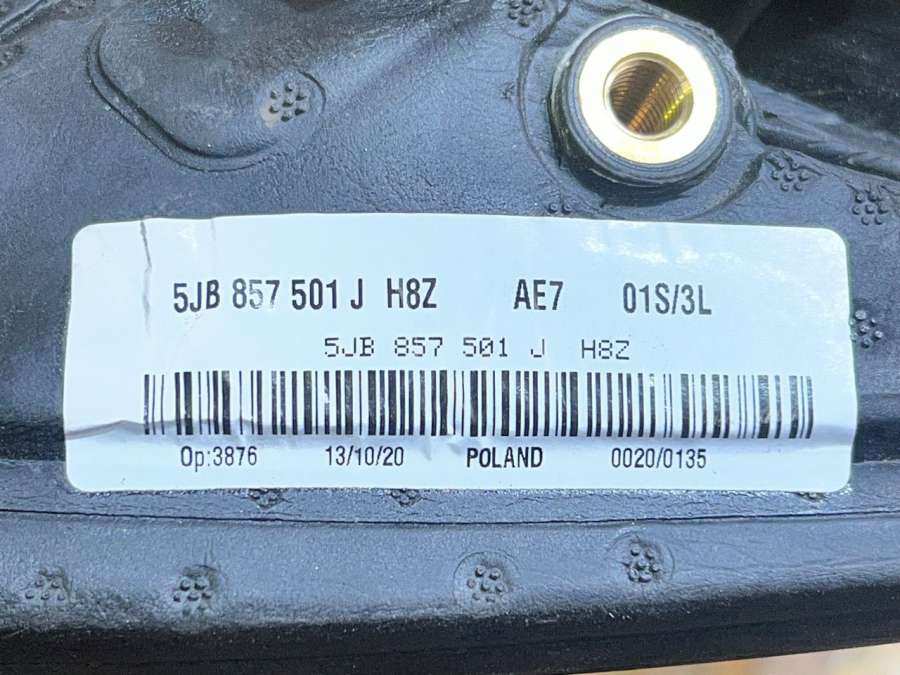 5JB 857 501 J H8Z AE7 01S/3L
5JB 857 501 J H8Z
Op:3876 13/10/20 POLAND 0020/0135